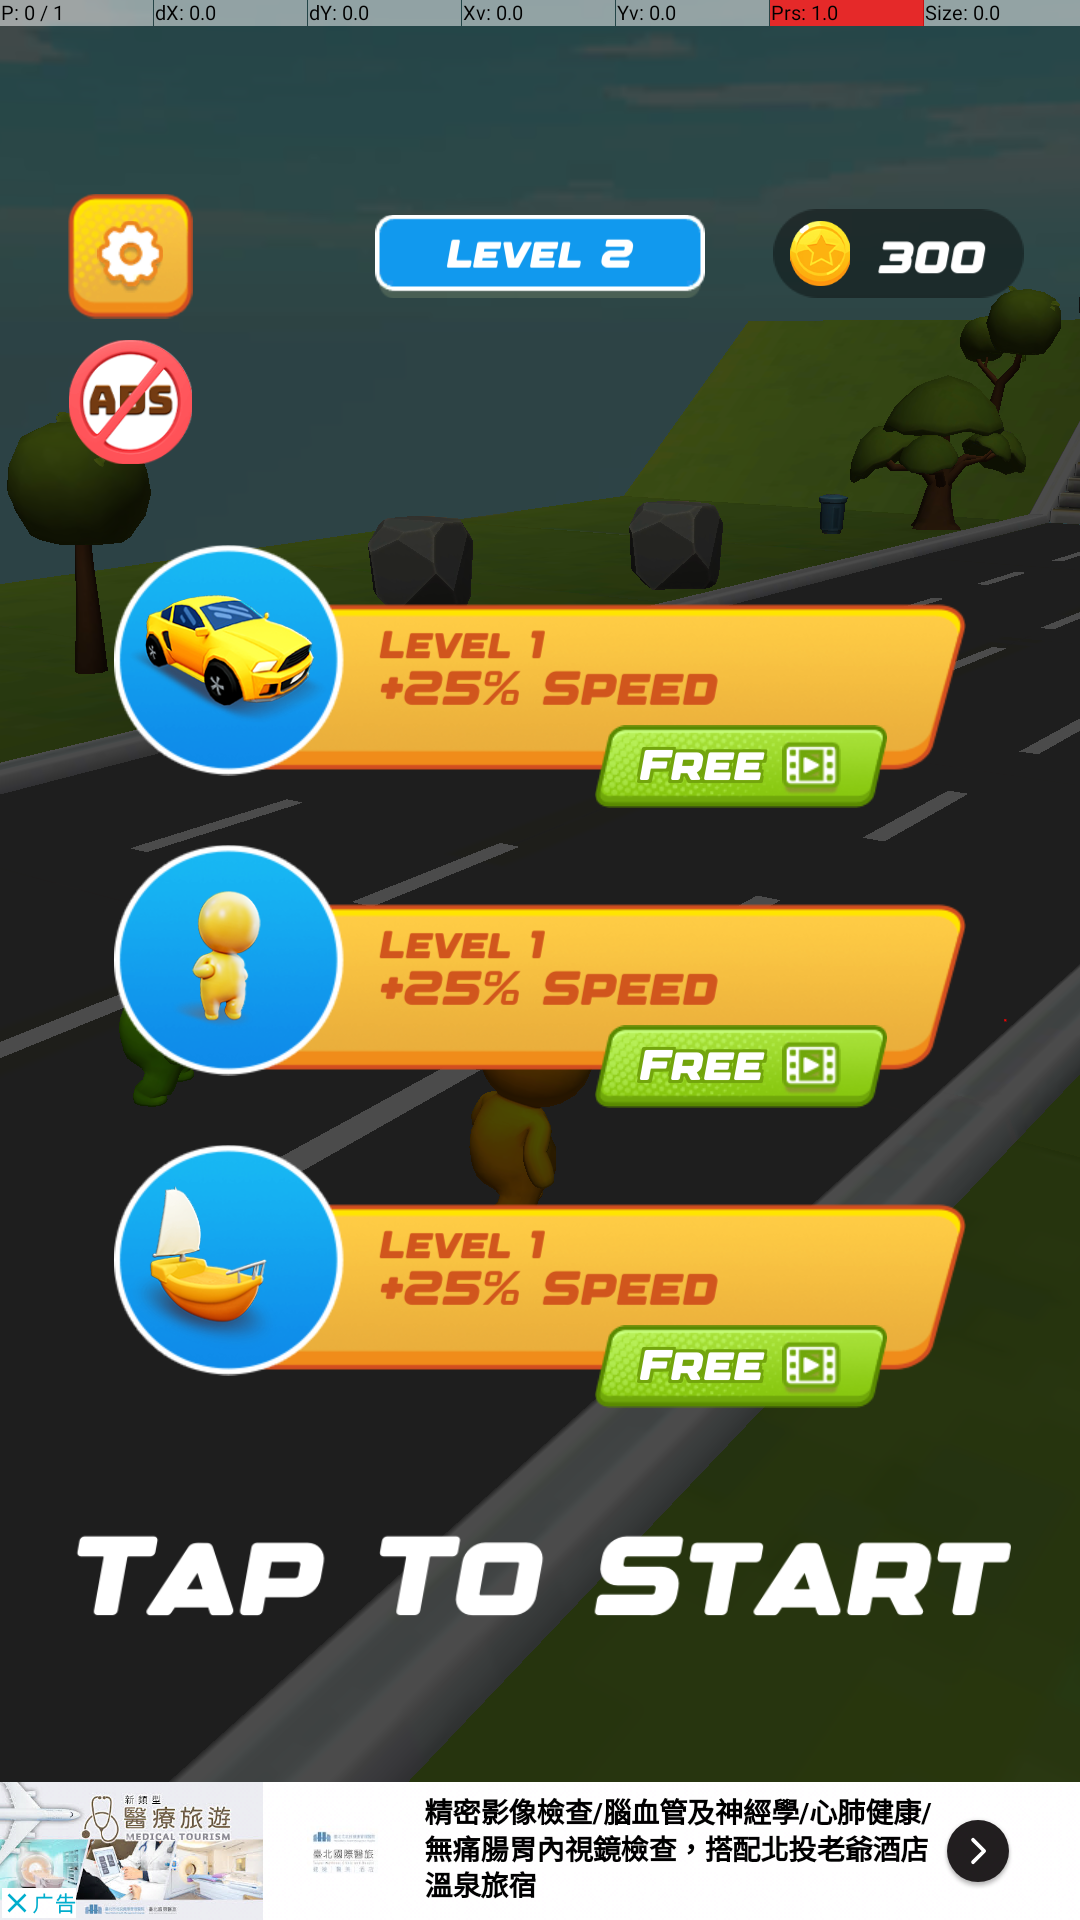 P: 0 / 1
dX: 0.0
dY: 0.0
Xv: 0.0
Yv: 0.0
Prs: 1.0
Size: 0.0
LEVEL 2
300
ADS
LEVEL 1
+25% SPEED
FREE
LEVEL 1
+25% SPEED
FREE
LEVEL 1
+25% SPEED
FREE
TAP TO START
新類型
醫療旅遊
MEDICAL TOURISM
广告
臺北國際醫旅
精密影像檢查/腦血管及神經學/心肺健康/
無痛腸胃內視鏡檢查，搭配北投老爺酒店
溫泉旅宿